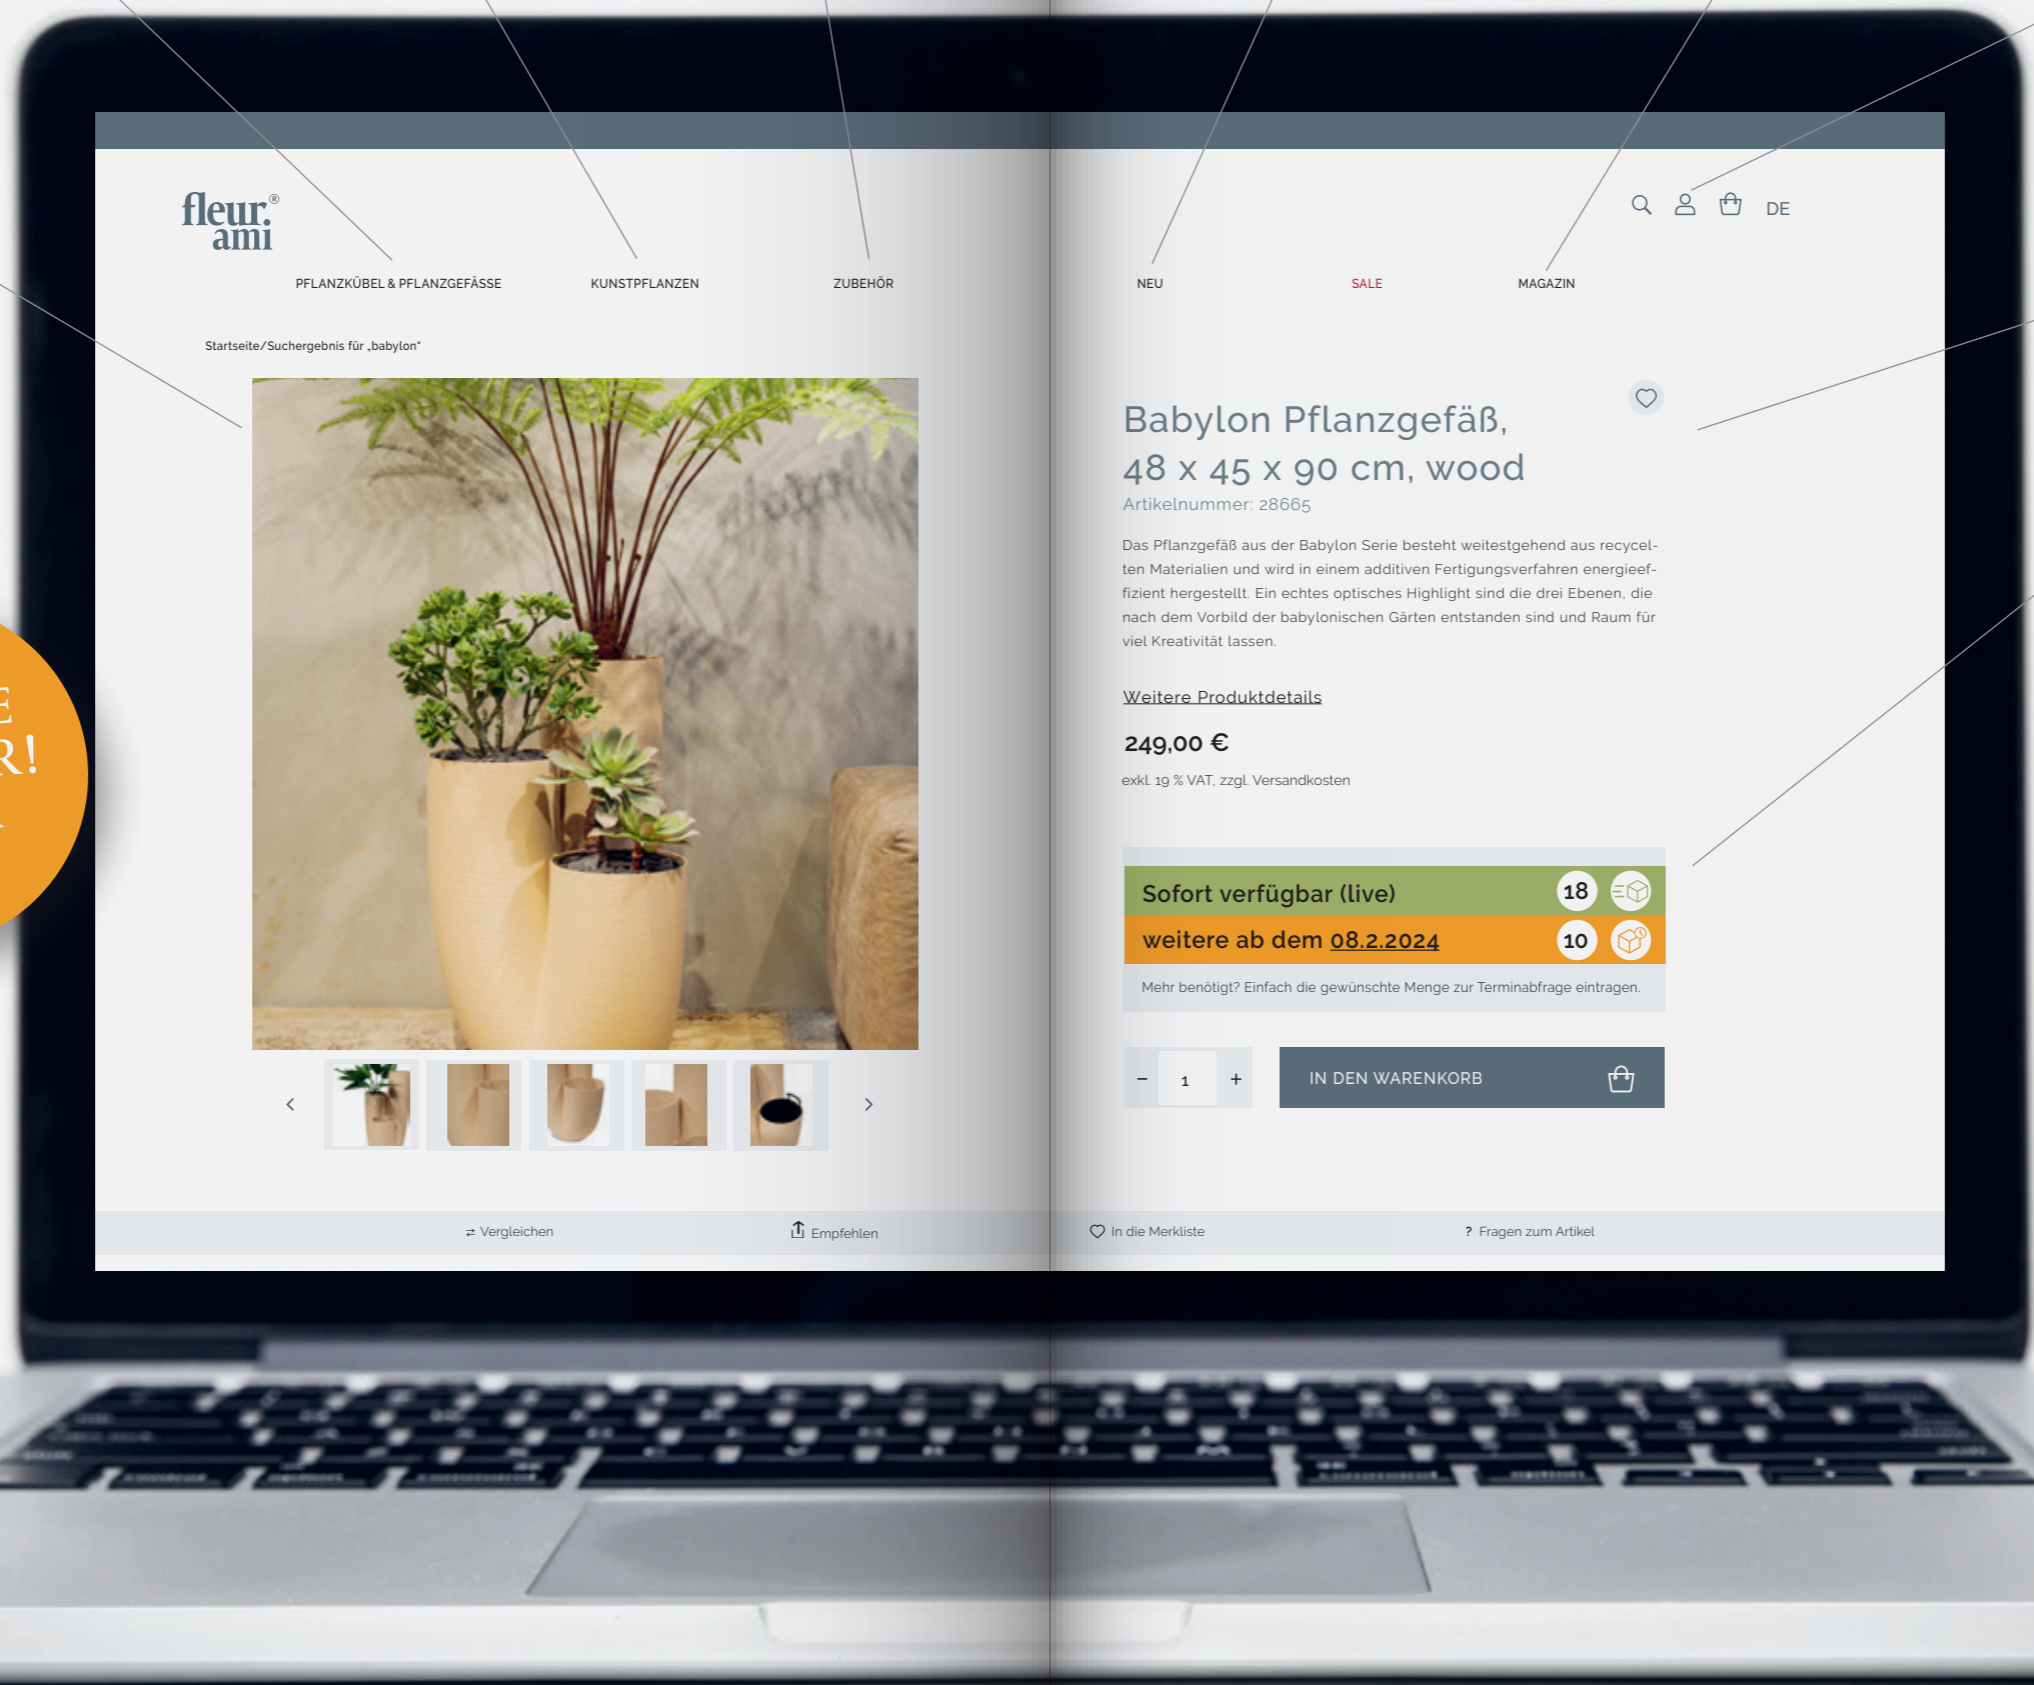 fleur.®
ami
DE
PFLANZKÜBEL & PFLANZGEFÄSSE
KUNSTPFLANZEN
ZUBEHÖR
NEU
SALE
MAGAZIN
Startseite/Suchergebnis für „babylon“
Babylon Pflanzgefäß,
48 x 45 x 90 cm, wood
Artikelnummer: 28665
Das Pflanzgefäß aus der Babylon Serie besteht weitestgehend aus recycel-
ten Materialien und wird in einem additiven Fertigungsverfahren energieef-
fizient hergestellt. Ein echtes optisches Highlight sind die drei Ebenen, die
nach dem Vorbild der babylonischen Gärten entstanden sind und Raum für
viel Kreativität lassen.
Weitere Produktdetails
249,00 €
exkl. 19 % VAT, zzgl. Versandkosten
Sofort verfügbar (live) 18
weitere ab dem 08.2.2024 10
Mehr benötigt? Einfach die gewünschte Menge zur Terminabfrage eintragen.
− 1 +
IN DEN WARENKORB
Vergleichen
Empfehlen
In die Merkliste
? Fragen zum Artikel
R!